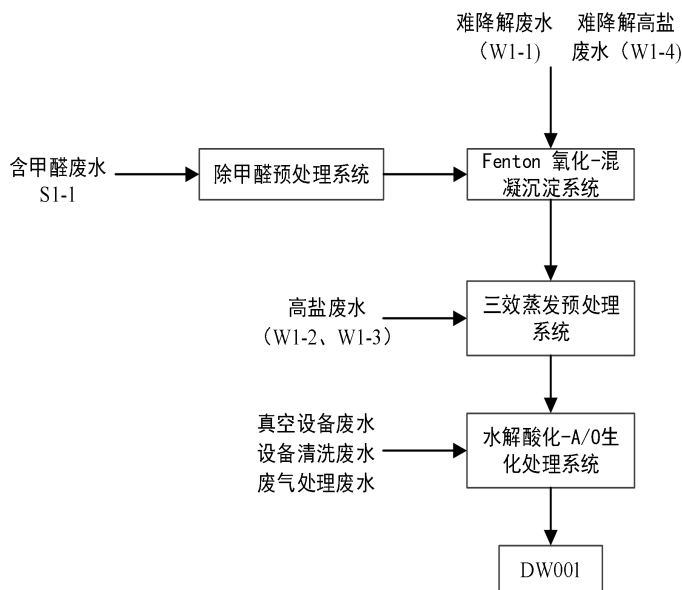 难降解废水
（W1-1）
难降解高盐
废水（W1-4）
含甲醛废水
S1-1
除甲醛预处理系统
Fenton 氧化-混
凝沉淀系统
高盐废水
（W1-2、W1-3）
三效蒸发预处理
系统
真空设备废水
设备清洗废水
废气处理废水
水解酸化-A/O生
化处理系统
DW001